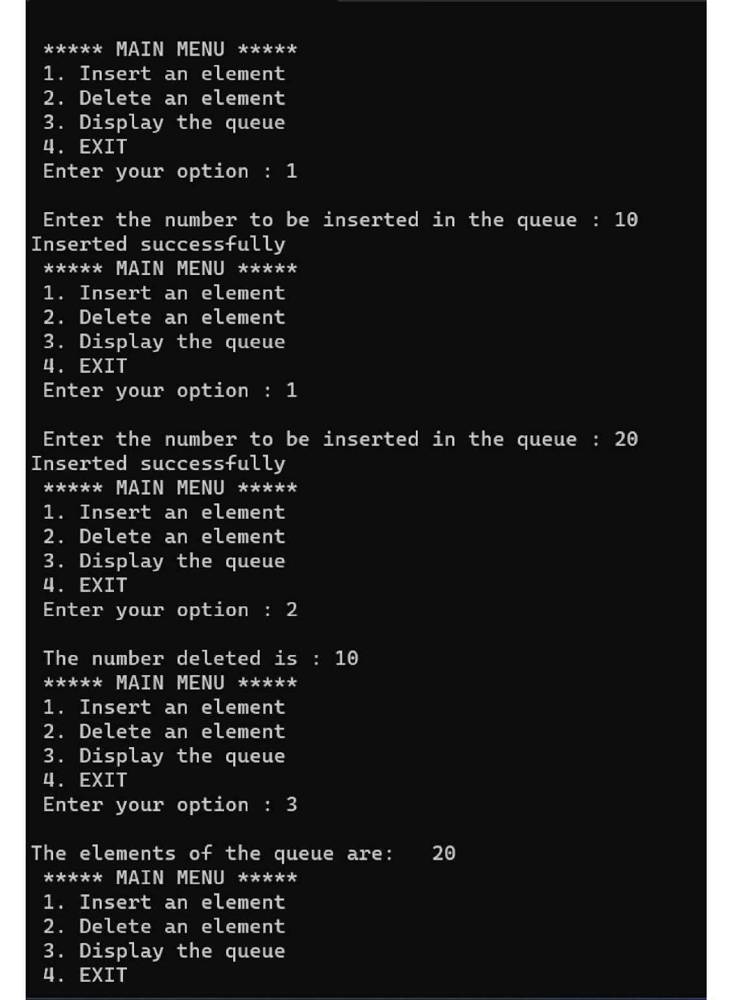 ***** MAIN MENU *****
1. Insert an element
2. Delete an element
3. Display the queue
4. EXIT
Enter your option : 1
Enter the number to be inserted in the queue : 10
Inserted successfully
***** MAIN MENU *****
1. Insert an element
2. Delete an element
3. Display the queue
4. EXIT
Enter your option : 1
Enter the number to be inserted in the queue : 20
Inserted successfully
***** MAIN MENU *****
1. Insert an element
2. Delete an element
3. Display the queue
4. EXIT
Enter your option : 2
The number deleted is : 10
***** MAIN MENU *****
1. Insert an element
2. Delete an element
3. Display the queue
4. EXIT
Enter your option : 3
The elements of the queue are:   20
***** MAIN MENU *****
1. Insert an element
2. Delete an element
3. Display the queue
4. EXIT